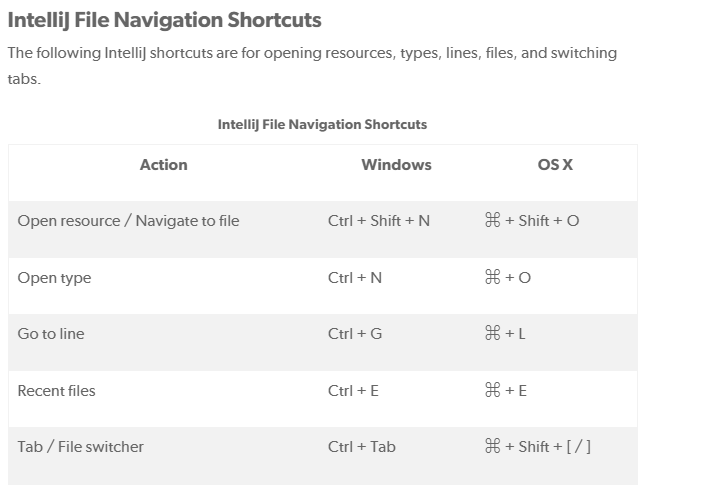 IntelliJ File Navigation Shortcuts
The following IntelliJ shortcuts are for opening resources, types, lines, files, and switching
tabs.
IntelliJ File Navigation Shortcuts
Action Windows OS X
Open resource / Navigate to file Ctrl + Shift + N ⌘ + Shift + O
Open type Ctrl + N ⌘ + O
Go to line Ctrl + G ⌘ + L
Recent files Ctrl + E ⌘ + E
Tab / File switcher Ctrl + Tab ⌘ + Shift + [ / ]